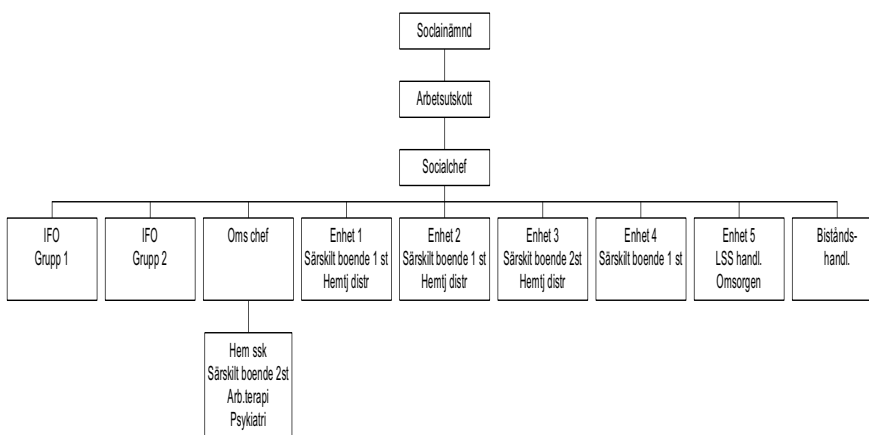 Soclainämnd
Arbetsutskott
Socialchef
IFO
Grupp 1
IFO
Grupp 2
Oms chef
Enhet 1
Särskilt boende 1 st
Hemtj distr
Enhet 2
Särskilt boende 1 st
Hemtj distr
Enhet 3
Särskit boende 2st
Hemtj distr
Enhet 4
Särskilt boende 1 st
Enhet 5
LSS handl.
Omsorgen
Bistånds-
handl.
Hem ssk
Särskilt boende 2st
Arb.terapi
Psykiatri